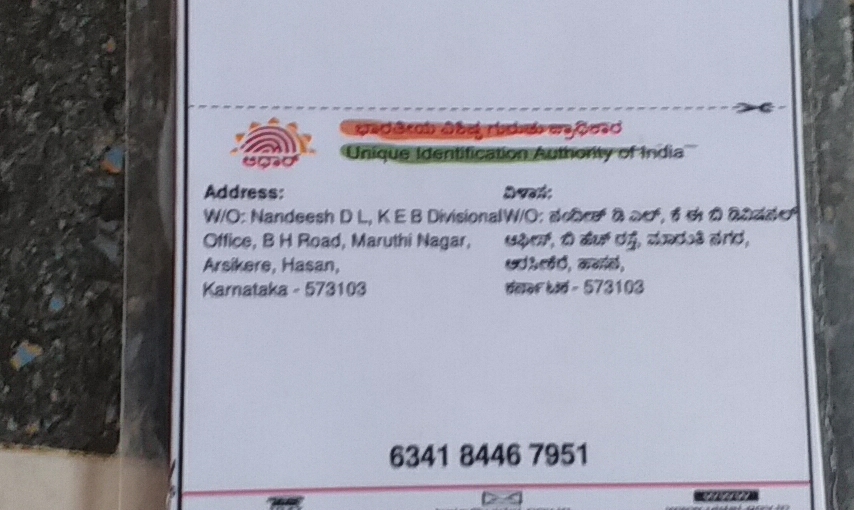 ಭಾರತೀಯ ವಿಶಿಷ್ಟ ಗುರುತು ಪ್ರಾಧಿಕಾರ
ಆಧಾರ್
Unique Identification Authority of India
Address:
W/O: Nandeesh D L, K E B Divisional
Office, B H Road, Maruthi Nagar,
Arsikere, Hasan,
Karnataka - 573103
ವಿಳಾಸ:
W/O: ನಂದೀಶ್ ಡಿ ಎಲ್, ಕೆ ಈ ಬಿ ಡಿವಿಷನಲ್
ಆಫೀಸ್, ಬಿ ಹೆಚ್ ರಸ್ತೆ, ಮಾರುತಿ ನಗರ,
ಅರಸೀಕೆರೆ, ಹಾಸನ,
ಕರ್ನಾಟಕ - 573103
6341 8446 7951